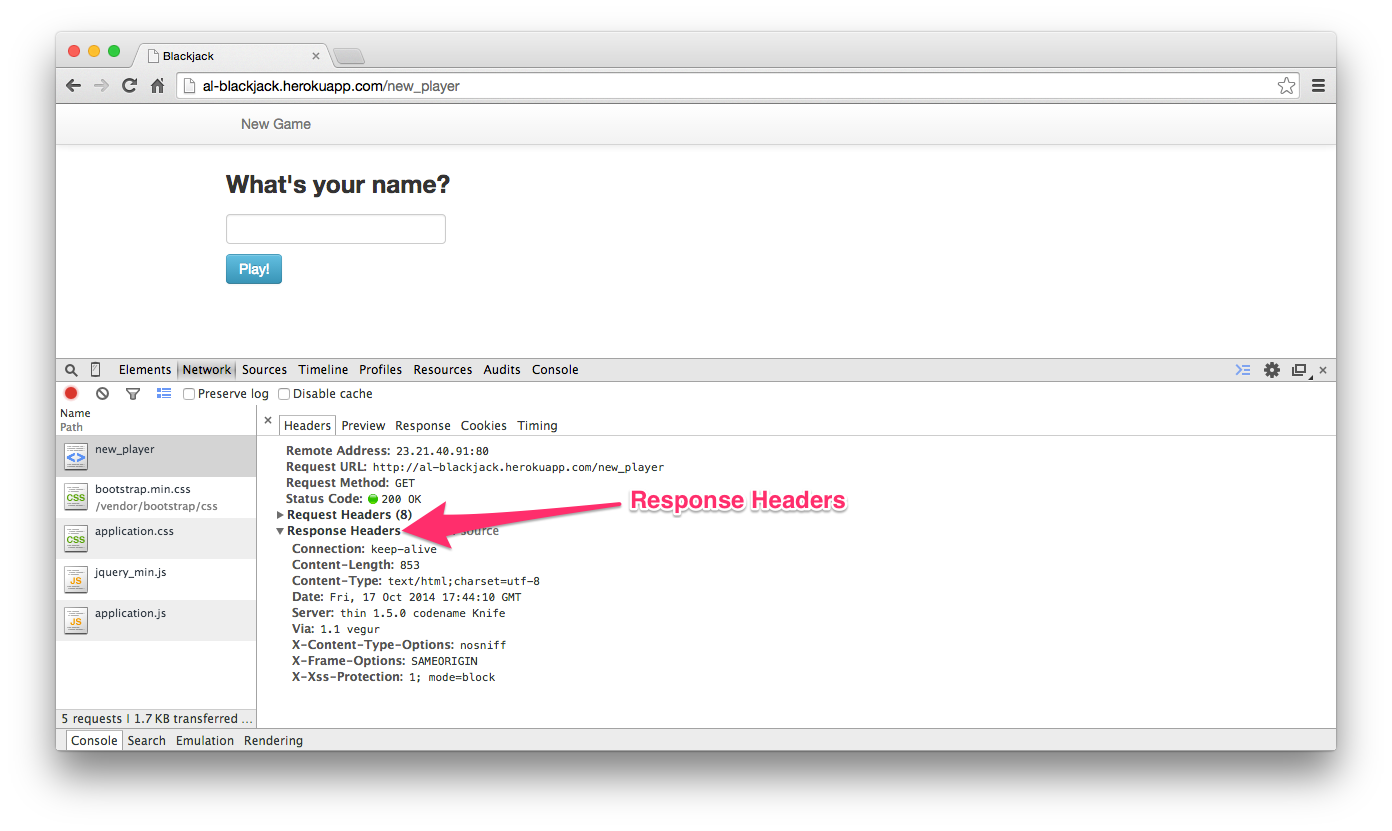 Blackjack
al-blackjack.herokuapp.com/new_player
New Game
What's your name?
Play!
Elements Network Sources Timeline Profiles Resources Audits Console
Preserve log Disable cache
Name
Path
new_player
bootstrap.min.css
/vendor/bootstrap/css
application.css
jquery_min.js
application.js
5 requests | 1.7 KB transferred ...
Headers Preview Response Cookies Timing
Remote Address: 23.21.40.91:80
Request URL: http://al-blackjack.herokuapp.com/new_player
Request Method: GET
Status Code: 200 OK
Request Headers (8)
Response Headers source
Response Headers
Connection: keep-alive
Content-Length: 853
Content-Type: text/html;charset=utf-8
Date: Fri, 17 Oct 2014 17:44:10 GMT
Server: thin 1.5.0 codename Knife
Via: 1.1 vegur
X-Content-Type-Options: nosniff
X-Frame-Options: SAMEORIGIN
X-Xss-Protection: 1; mode=block
Console Search Emulation Rendering